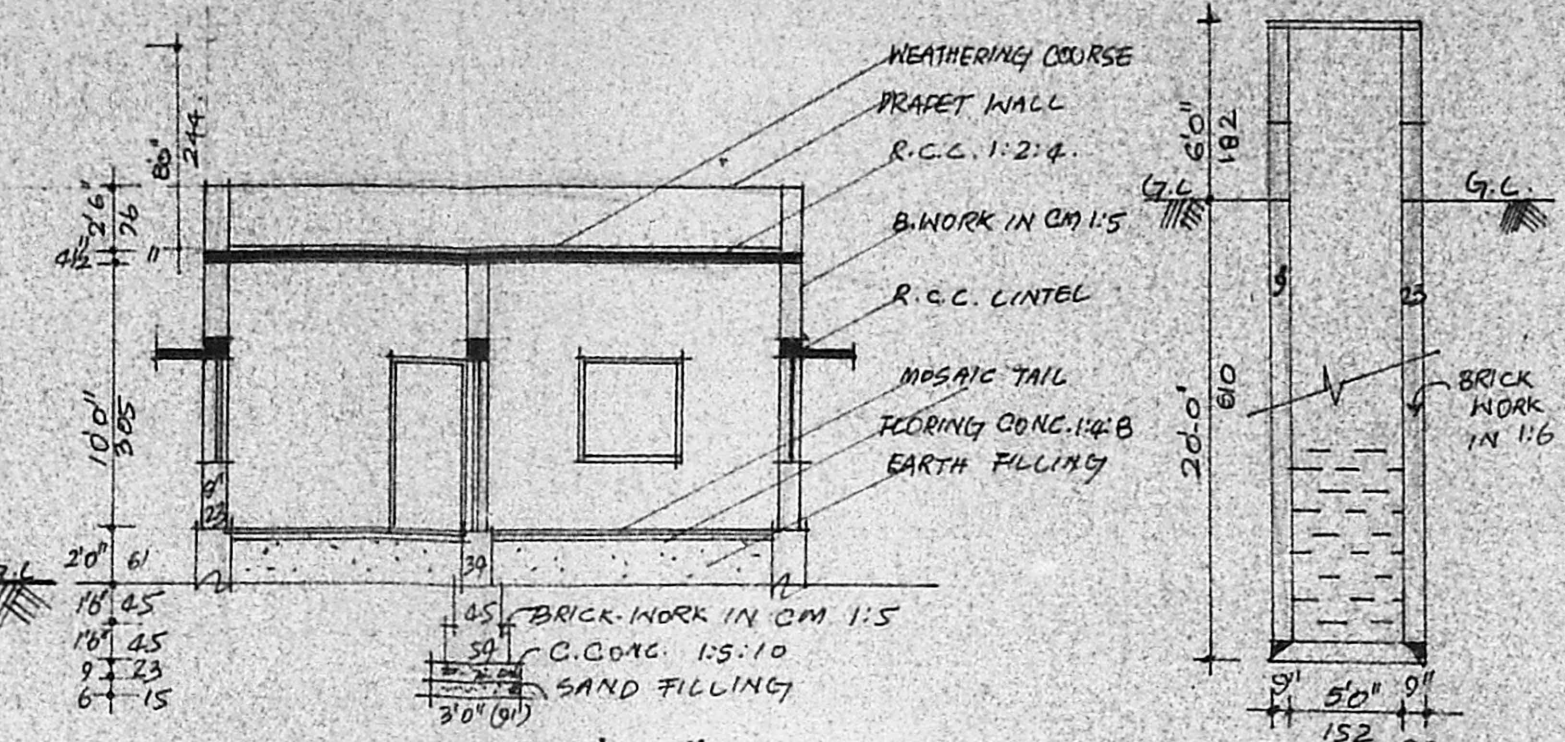 WEATHERING COURSE
PRAPET WALL
R.C.C. 1:2:4.
B.WORK IN CM 1:5
R.C.C. LINTEL
MOSAIC TAIL
FLORING CONC. 1:4:8
EARTH FILLING
8'0"
244
2'6"
76
4½"
11
10'0"
305
9"
23
2'0"
61
39
1'6"
45
1'6"
45
9
23
6
15
45
BRICK-WORK IN CM 1:5
59
C.CONC. 1:5:10
SAND FILLING
3'0" (91)
6'0"
182
G.L
G.L.
9
23
20'-0'
610
BRICK
WORK
IN 1:6
9"
5'0"
9"
152